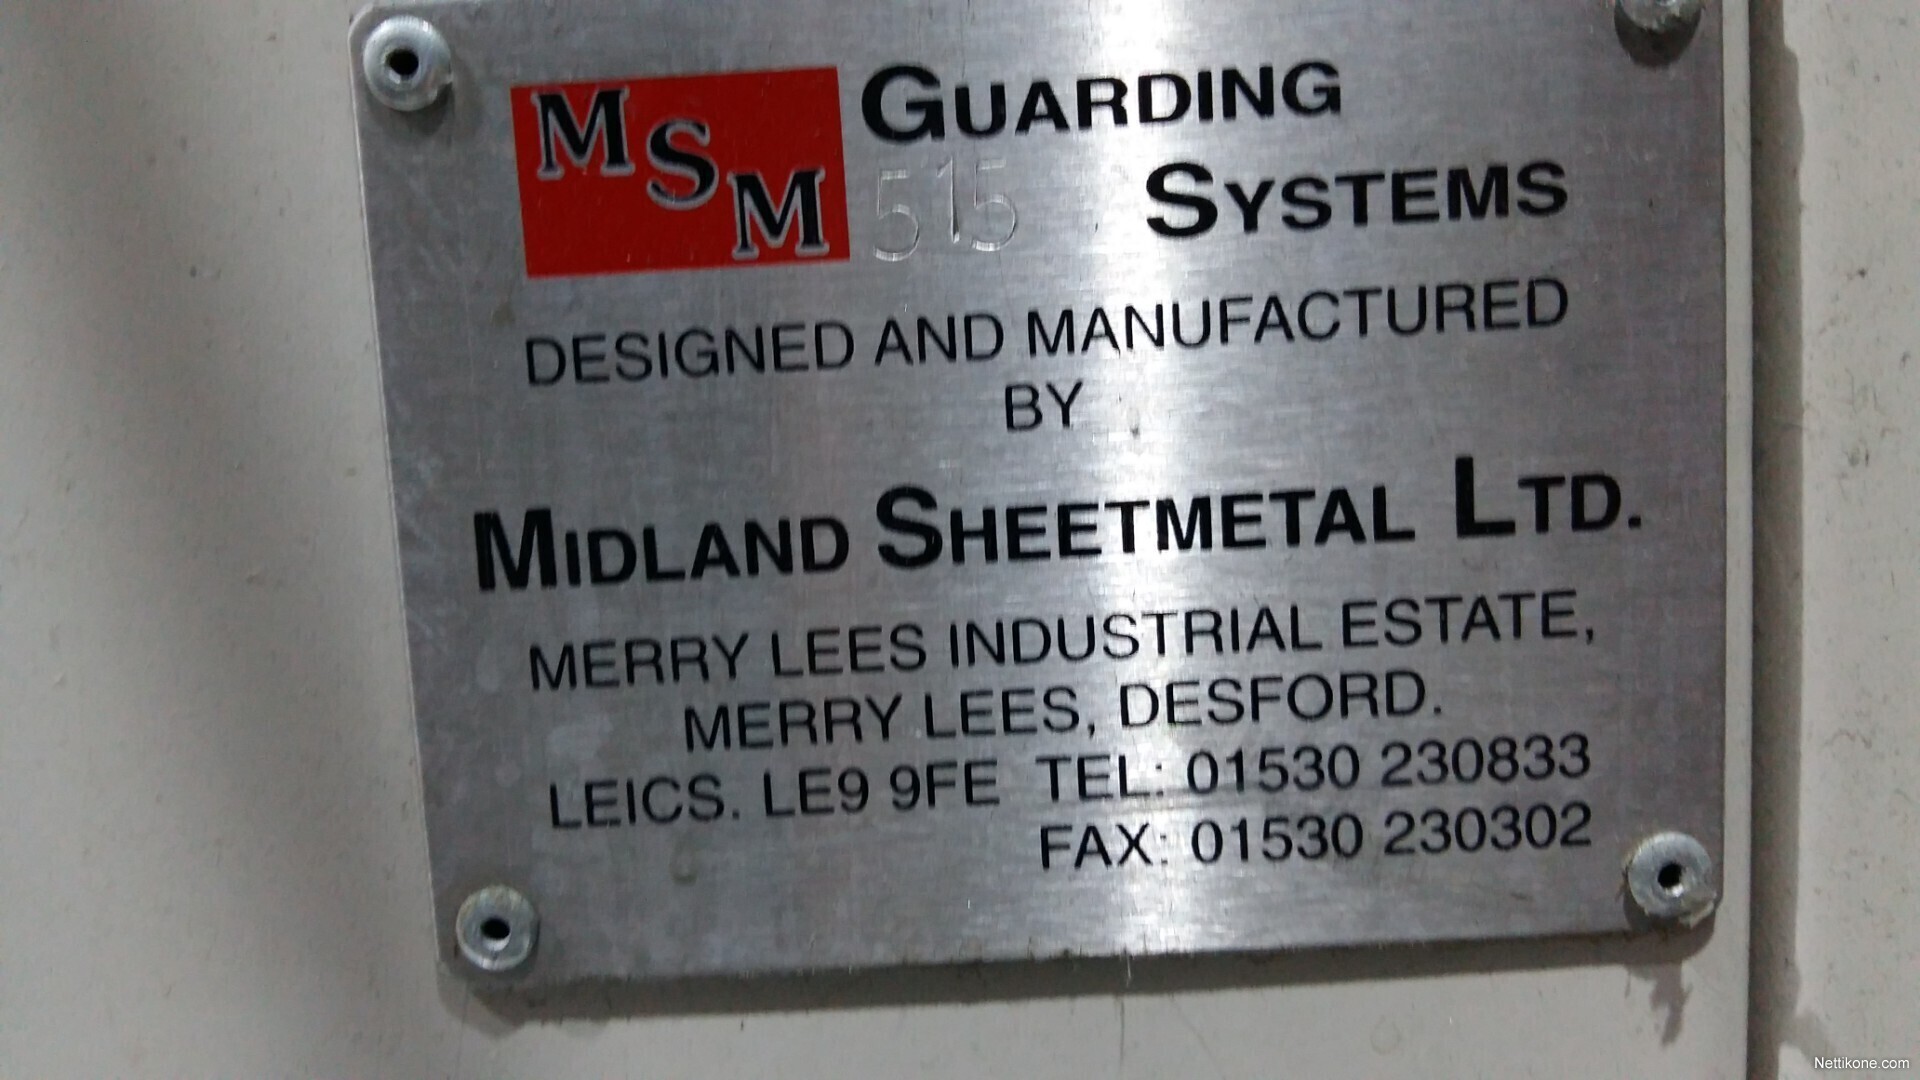 MSM GUARDING
515 SYSTEMS
DESIGNED AND MANUFACTURED
BY
MIDLAND SHEETMETAL LTD.
MERRY LEES INDUSTRIAL ESTATE,
MERRY LEES, DESFORD.
LEICS. LE9 9FE TEL: 01530 230833
FAX: 01530 230302
Nettikone.com